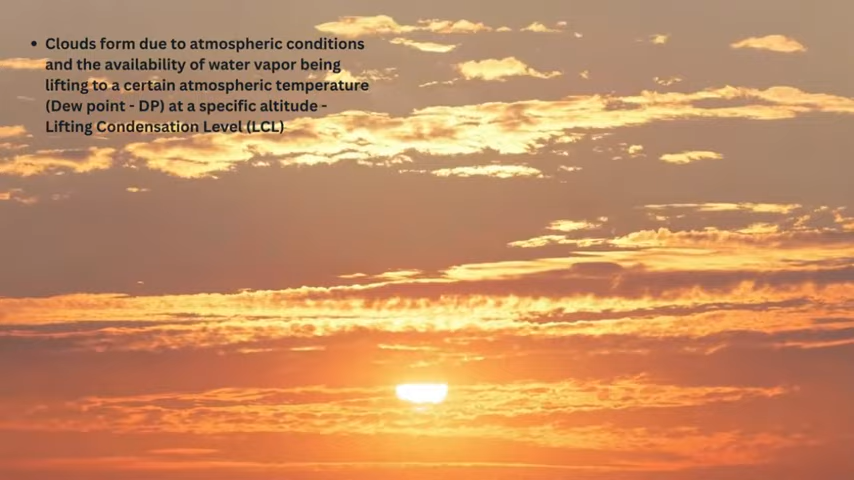 • Clouds form due to atmospheric conditions
and the availability of water vapor being
lifting to a certain atmospheric temperature
(Dew point - DP) at a specific altitude -
Lifting Condensation Level (LCL)